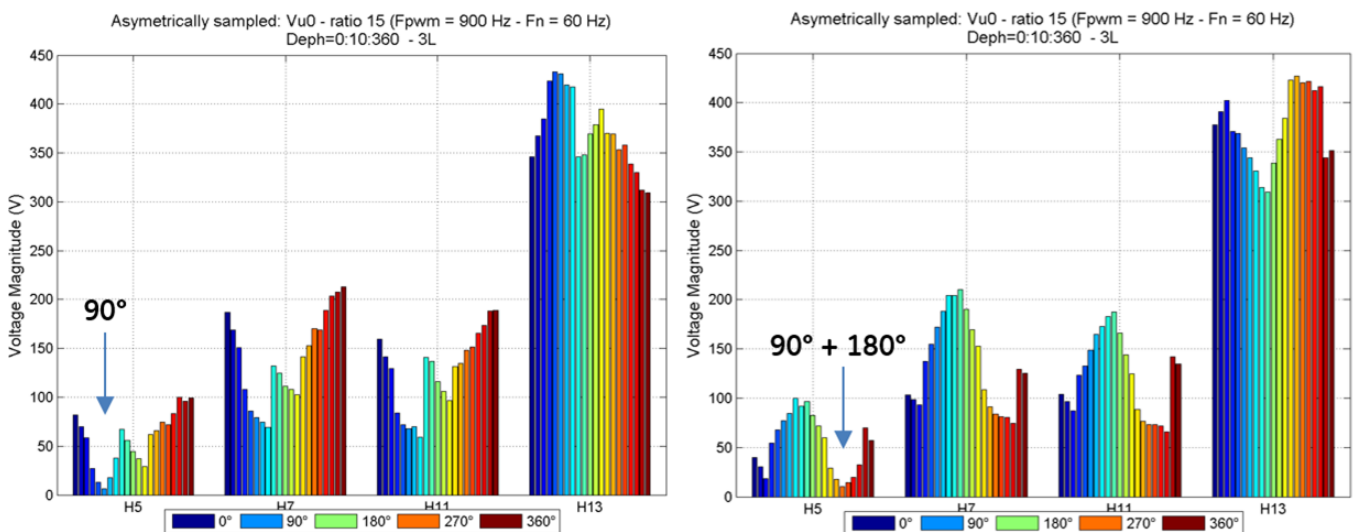 Asymetrically sampled: Vu0 - ratio 15 (Fpwm = 900 Hz - Fn = 60 Hz)
Deph=0:10:360 - 3L
450
400
350
300
250
200
150
100
50
0
Voltage Magnitude (V)
90°
H5
H7
H11
H13
0°
90°
180°
270°
360°
Asymetrically sampled: Vu0 - ratio 15 (Fpwm = 900 Hz - Fn = 60 Hz)
Deph=0:10:360 - 3L
450
400
350
300
250
200
150
100
50
0
Voltage Magnitude (V)
90° + 180°
H5
H7
H11
H13
0°
90°
180°
270°
360°